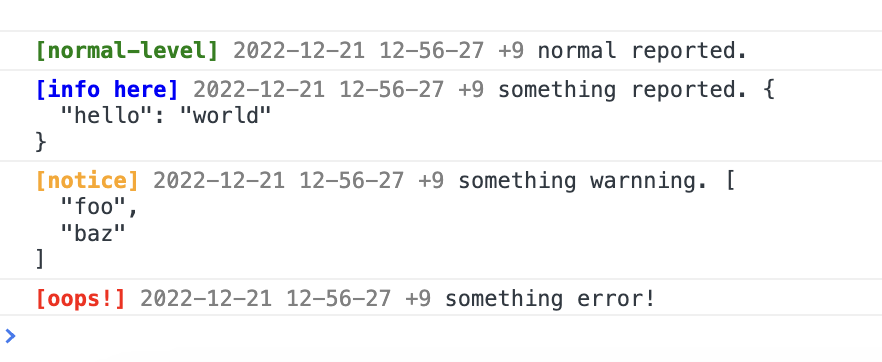 [normal-level] 2022-12-21 12-56-27 +9 normal reported.
[info here] 2022-12-21 12-56-27 +9 something reported. {
  "hello": "world"
}
[notice] 2022-12-21 12-56-27 +9 something warnning. [
  "foo",
  "baz"
]
[oops!] 2022-12-21 12-56-27 +9 something error!